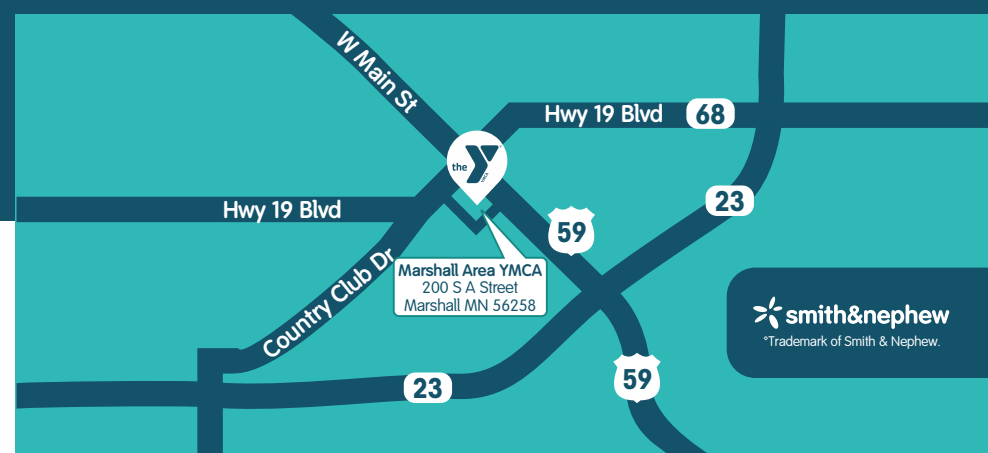 W Main St
Hwy 19 Blvd
68
the
YMCA
23
Hwy 19 Blvd
59
Marshall Area YMCA
200 S A Street
Marshall MN 56258
Country Club Dr
smith&nephew
°Trademark of Smith & Nephew.
59
23